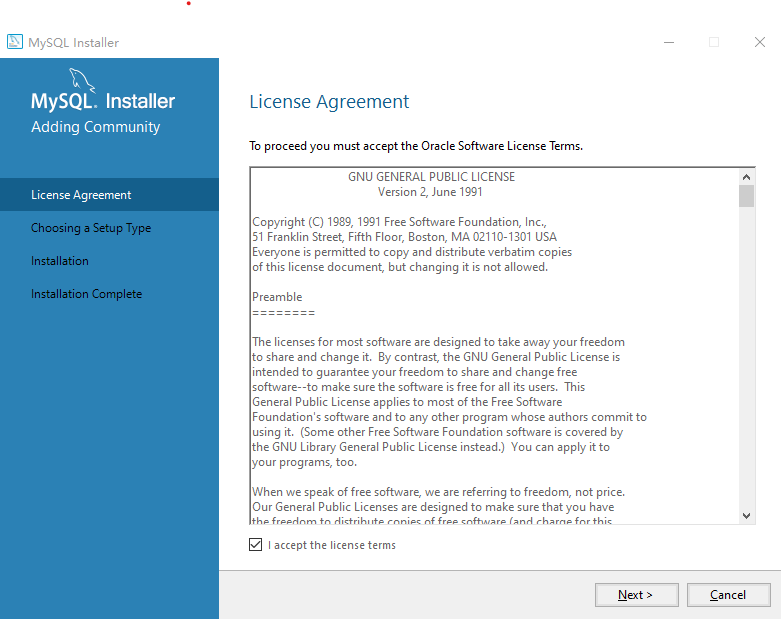 MySQL Installer
MySQL. Installer
Adding Community
License Agreement
Choosing a Setup Type
Installation
Installation Complete
License Agreement
To proceed you must accept the Oracle Software License Terms.
GNU GENERAL PUBLIC LICENSE
Version 2, June 1991
Copyright (C) 1989, 1991 Free Software Foundation, Inc.,
51 Franklin Street, Fifth Floor, Boston, MA 02110-1301 USA
Everyone is permitted to copy and distribute verbatim copies
of this license document, but changing it is not allowed.
Preamble
========
The licenses for most software are designed to take away your freedom
to share and change it.  By contrast, the GNU General Public License is
intended to guarantee your freedom to share and change free
software--to make sure the software is free for all its users.  This
General Public License applies to most of the Free Software
Foundation's software and to any other program whose authors commit to
using it.  (Some other Free Software Foundation software is covered by
the GNU Library General Public License instead.)  You can apply it to
your programs, too.
When we speak of free software, we are referring to freedom, not price.
Our General Public Licenses are designed to make sure that you have
the freedom to distribute copies of free software (and charge for this
I accept the license terms
Next >
Cancel